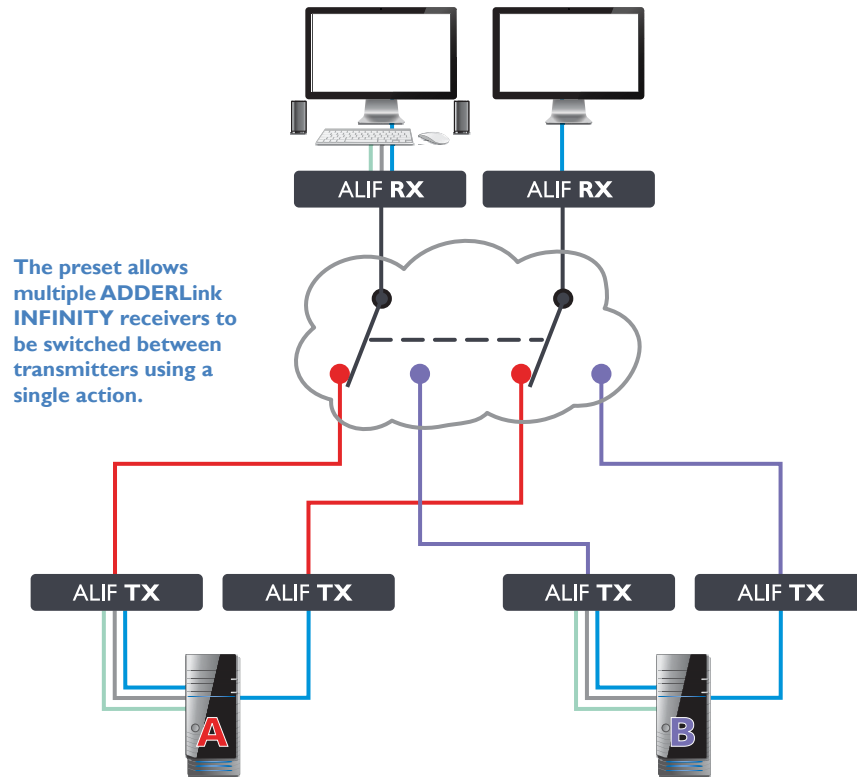 ALIF RX
ALIF RX
The preset allows
multiple ADDERLink
INFINITY receivers to
be switched between
transmitters using a
single action.
ALIF TX
ALIF TX
ALIF TX
ALIF TX
A
B